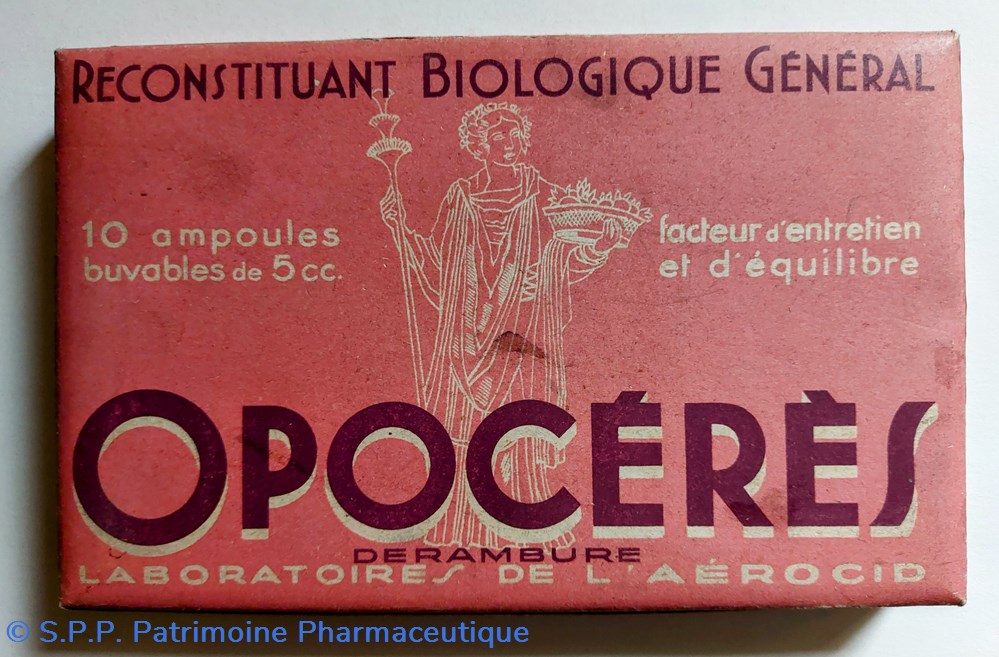 RECONSTITUANT BIOLOGIQUE GÉNÉRAL
10 ampoules
buvables de 5 cc.
facteur d'entretien
et d'équilibre
OPOCÉRÈS
DERAMBURE
LABORATOIRES DE L'AÉROCID
© S.P.P. Patrimoine Pharmaceutique